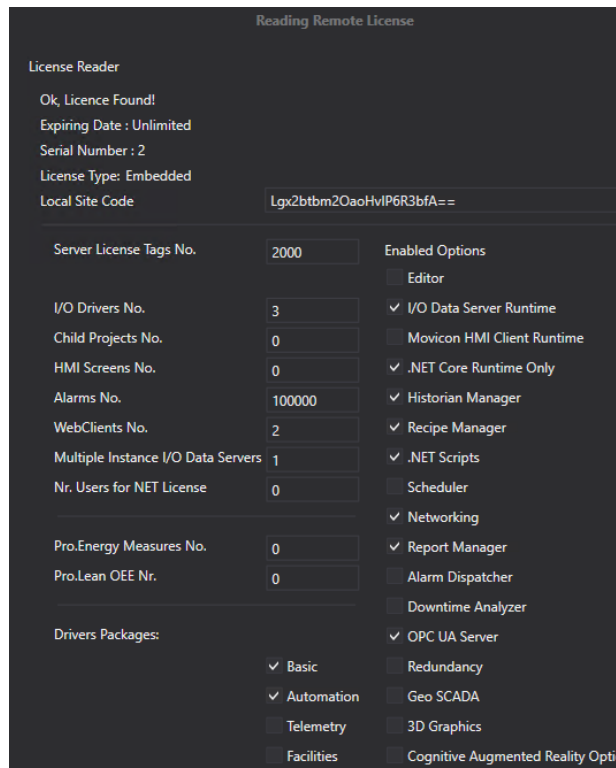 Reading Remote License
License Reader
Ok, Licence Found!
Expiring Date : Unlimited
Serial Number : 2
License Type: Embedded
Local Site Code Lgx2btbm2OaoHvIP6R3bfA==
Server License Tags No. 2000 Enabled Options
Editor
I/O Drivers No. 3 I/O Data Server Runtime
Child Projects No. 0 Movicon HMI Client Runtime
HMI Screens No. 0 .NET Core Runtime Only
Alarms No. 100000 Historian Manager
WebClients No. 2 Recipe Manager
Multiple Instance I/O Data Servers 1 .NET Scripts
Nr. Users for NET License 0 Scheduler
Networking
Pro.Energy Measures No. 0 Report Manager
Pro.Lean OEE Nr. 0 Alarm Dispatcher
Downtime Analyzer
Drivers Packages: OPC UA Server
Basic Redundancy
Automation Geo SCADA
Telemetry 3D Graphics
Facilities Cognitive Augmented Reality Opti